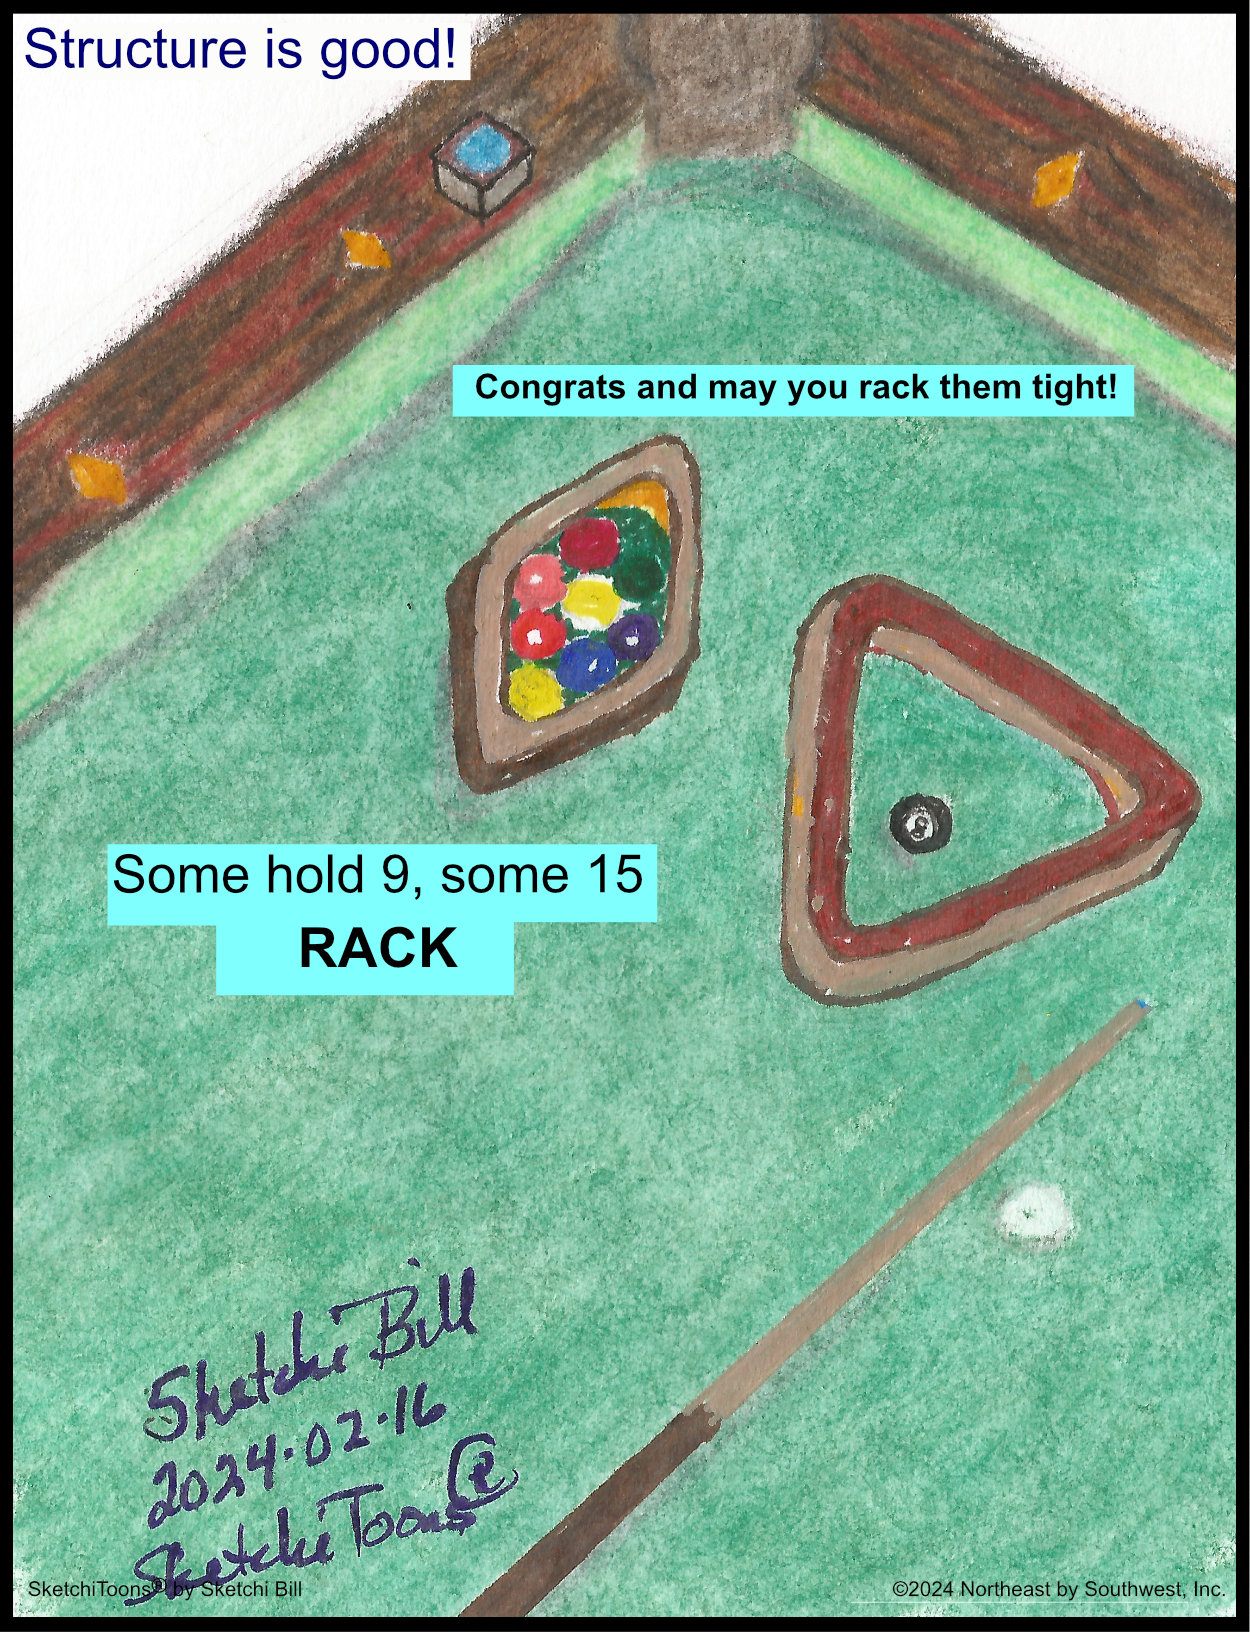 Structure is good!
Congrats and may you rack them tight!
Some hold 9, some 15
RACK
8
Sketchi Bill
2024.02.16
SketchiToons®
SketchiToons® by Sketchi Bill
©2024 Northeast by Southwest, Inc.